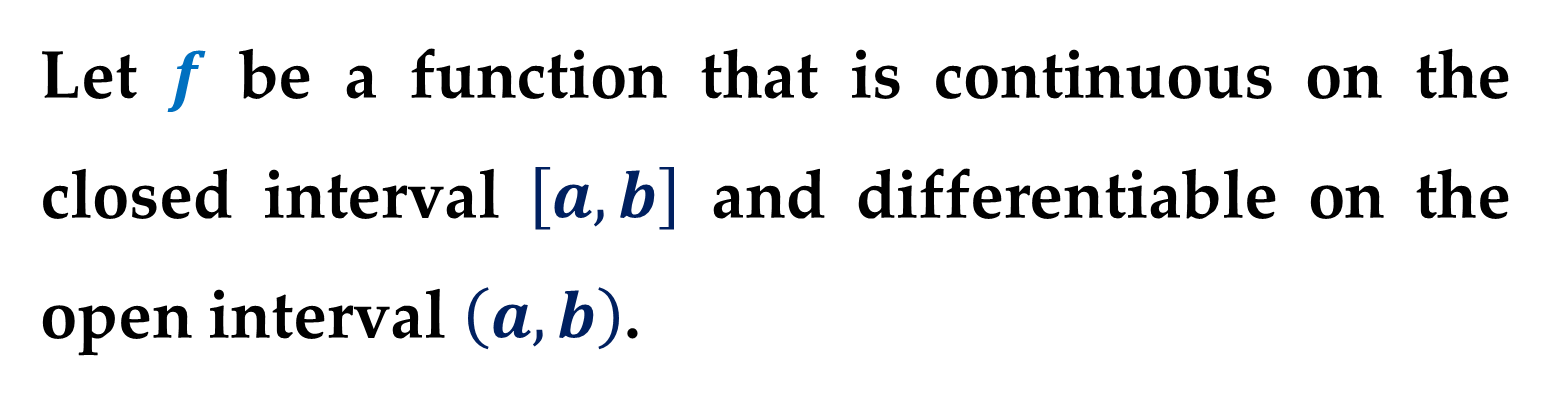 Let f be a function that is continuous on the
closed interval [a, b] and differentiable on the
open interval (a, b).